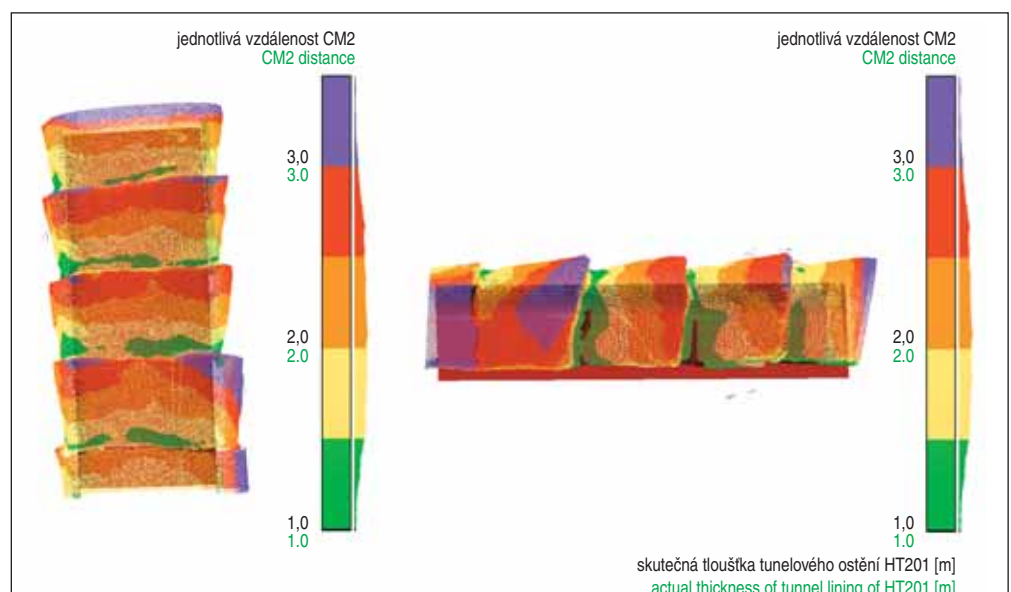 jednotlivá vzdálenost CM2
CM2 distance
3,0
3.0
2,0
2.0
1,0
1.0
jednotlivá vzdálenost CM2
CM2 distance
3,0
3.0
2,0
2.0
1,0
1.0
skutečná tloušťka tunelového ostění HT201 [m]
actual thickness of tunnel lining of HT201 [m]